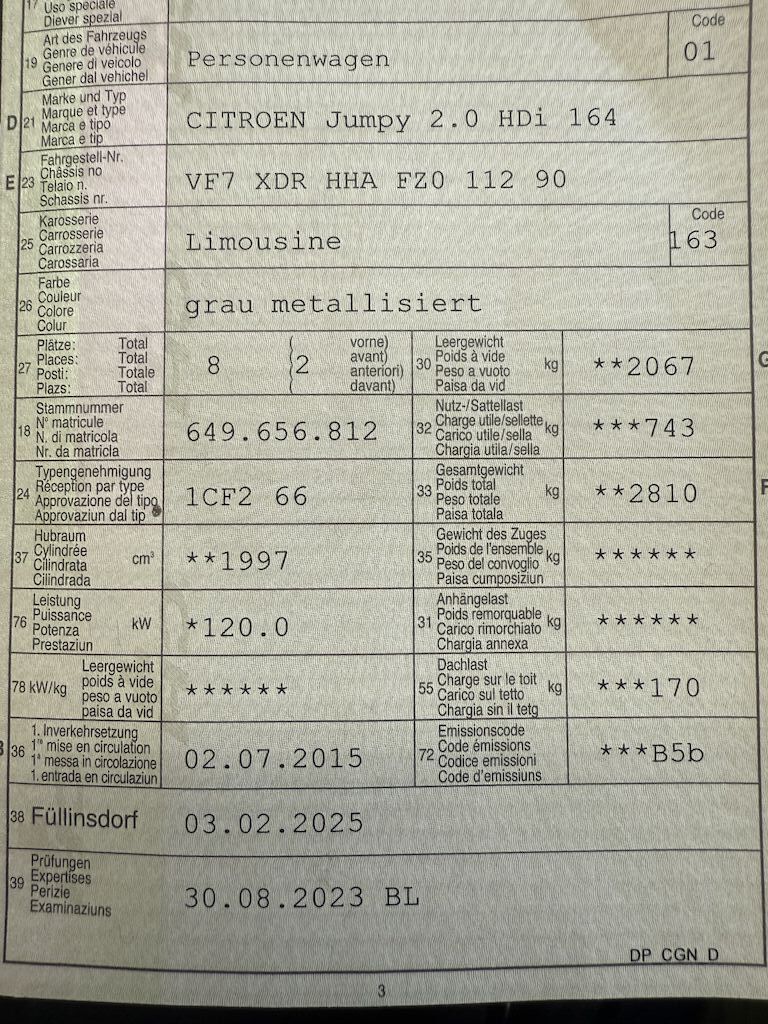 17 Uso speciale
Diever spezial
19 Art des Fahrzeugs
Genre de véhicule
Genere di veicolo
Gener dal vehichel
Personenwagen
Code
01
D 21 Marke und Typ
Marque et type
Marca e tipo
Marca e tip
CITROEN Jumpy 2.0 HDi 164
E 23 Fahrgestell-Nr.
Châssis no
Telaio n.
Schassis nr.
VF7 XDR HHA FZ0 112 90
25 Karosserie
Carrosserie
Carrozzeria
Carossaria
Limousine
Code
163
26 Farbe
Couleur
Colore
Colur
grau metallisiert
27 Plätze: Total
Places: Total
Posti: Totale
Plazs: Total
8 ( 2 vorne)
( avant)
( anteriori)
( davant)
30 Leergewicht
Poids à vide
Peso a vuoto
Paisa da vid
kg
**2067
G
18 Stammnummer
N° matricule
N. di matricola
Nr. da matricla
649.656.812
32 Nutz-/Sattellast
Charge utile/sellette
Carico utile/sella
Chargia utila/sella
kg
***743
24 Typengenehmigung
Réception par type
Approvazione del tipo
Approvaziun dal tip
1CF2 66
33 Gesamtgewicht
Poids total
Peso totale
Paisa totala
kg
**2810
F
37 Hubraum
Cylindrée
Cilindrata
Cilindrada
cm³
**1997
35 Gewicht des Zuges
Poids de l'ensemble
Peso del convoglio
Paisa cumposiziun
kg
******
76 Leistung
Puissance
Potenza
Prestaziun
kW
*120.0
31 Anhängelast
Poids remorquable
Carico rimorchiato
Chargia annexa
kg
******
78 kW/kg
Leergewicht
poids à vide
peso a vuoto
paisa da vid
******
55 Dachlast
Charge sur le toit
Carico sul tetto
Chargia sin il tetg
kg
***170
B 36 1. Inverkehrsetzung
1re mise en circulation
1a messa in circolazione
1. entrada en circulaziun
02.07.2015
72 Emissionscode
Code émissions
Codice emissioni
Code d'emissiuns
***B5b
38 Füllinsdorf
03.02.2025
39 Prüfungen
Expertises
Perizie
Examinaziuns
30.08.2023 BL
DP CGN D
3